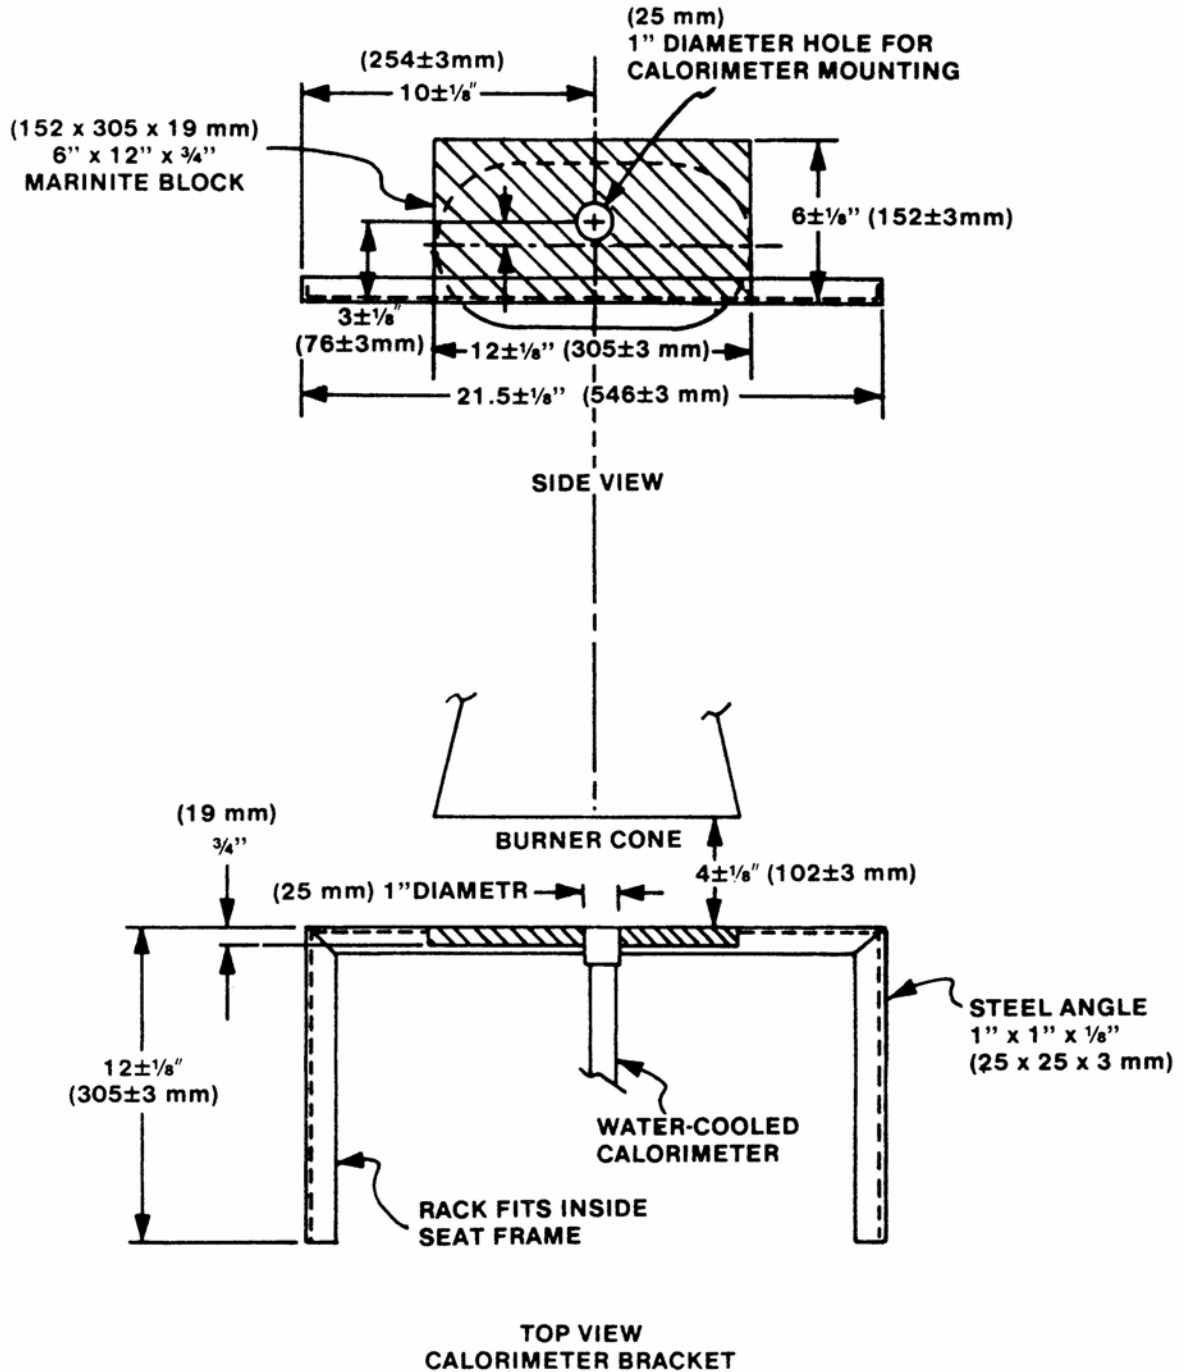 (25 mm)
1” DIAMETER HOLE FOR
CALORIMETER MOUNTING
(254±3mm)
10±⅛″
(152 x 305 x 19 mm)
6” x 12” x ¾”
MARINITE BLOCK
6±⅛” (152±3mm)
3±⅛″
(76±3mm)
12±⅛” (305±3 mm)
21.5±⅛” (546±3 mm)
SIDE VIEW
(19 mm)
¾”
BURNER CONE
4±⅛″ (102±3 mm)
(25 mm) 1”DIAMETR
STEEL ANGLE
1” x 1” x ⅛”
(25 x 25 x 3 mm)
12±⅛″
(305±3 mm)
WATER-COOLED
CALORIMETER
RACK FITS INSIDE
SEAT FRAME
TOP VIEW
CALORIMETER BRACKET